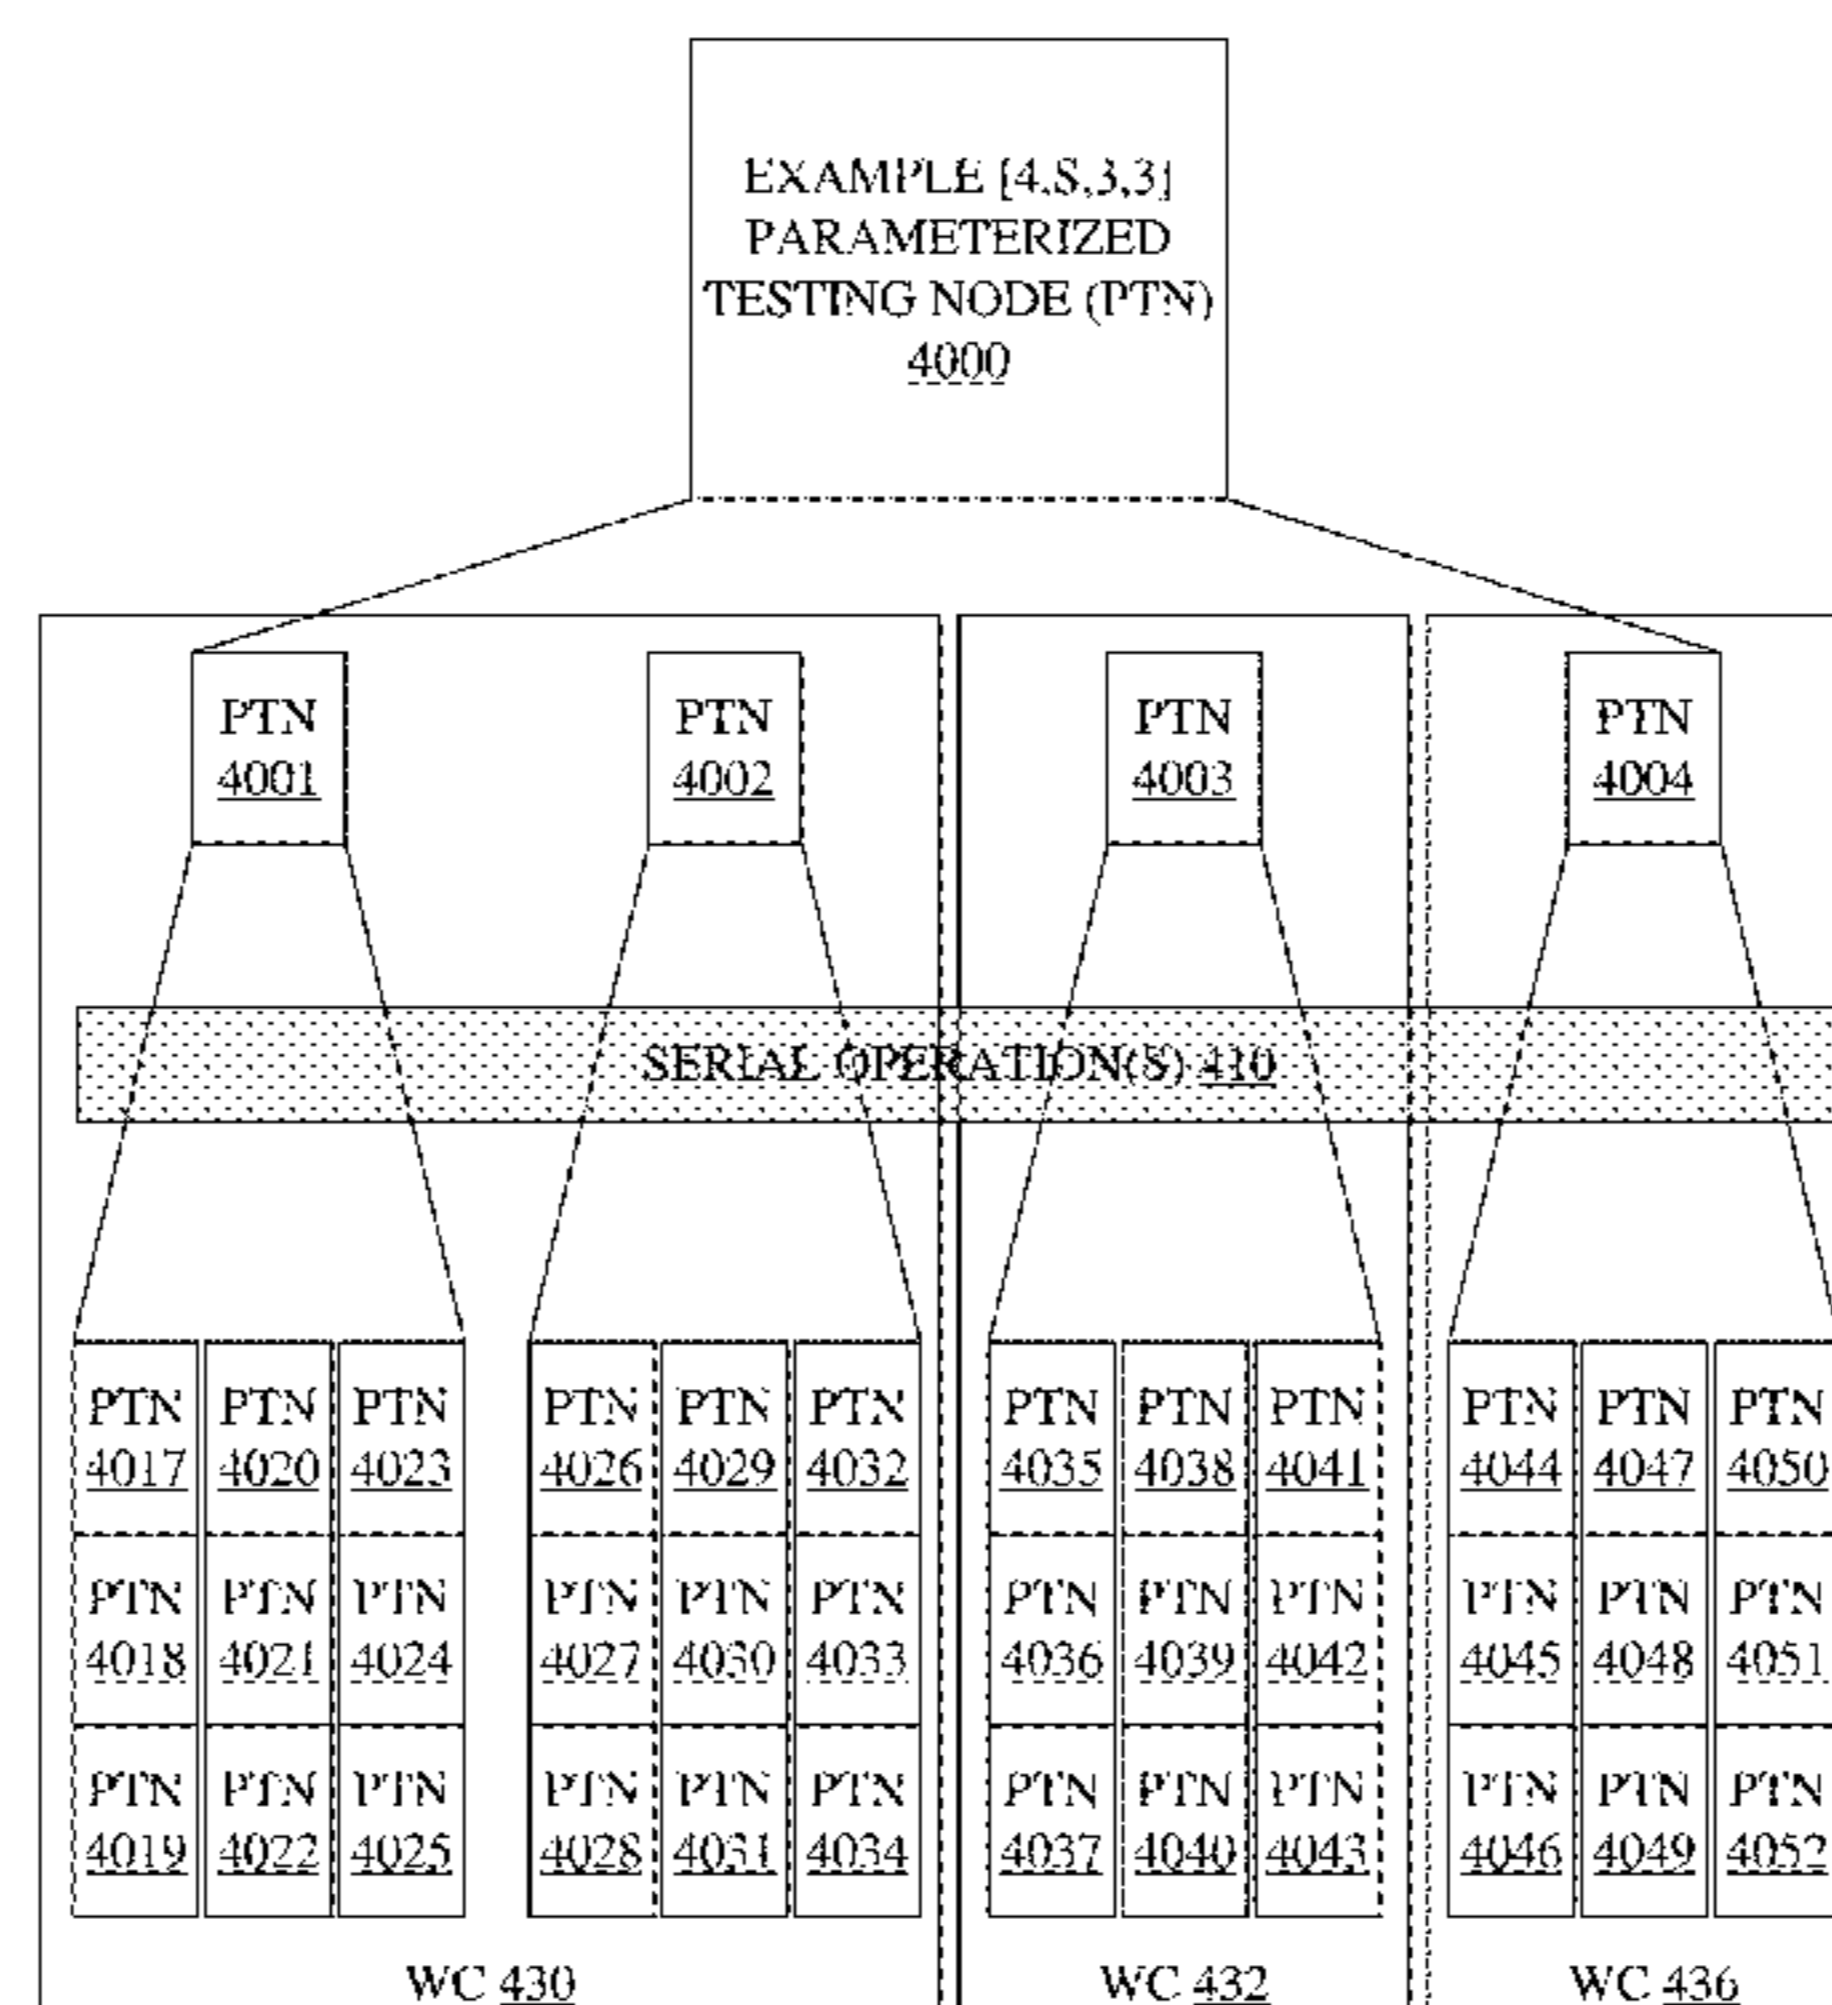 EXAMPLE [4,S,3,3]
PARAMETERIZED
TESTING NODE (PTN)
4000
PTN
4001
PTN
4002
PTN
4003
PTN
4004
SERIAL OPERATION(S) 410
PTN PTN PTN PTN PTN PTN PTN PTN PTN PTN PTN PTN
4017 4020 4023 4026 4029 4032 4035 4038 4041 4044 4047 4050
PTN PTN PTN PTN PTN PTN PTN PTN PTN PTN PTN PTN
4018 4021 4024 4027 4030 4033 4036 4039 4042 4045 4048 4051
PTN PTN PTN PTN PTN PTN PTN PTN PTN PTN PTN PTN
4019 4022 4025 4028 4031 4034 4037 4040 4043 4046 4049 4052
WC 430 WC 432 WC 436